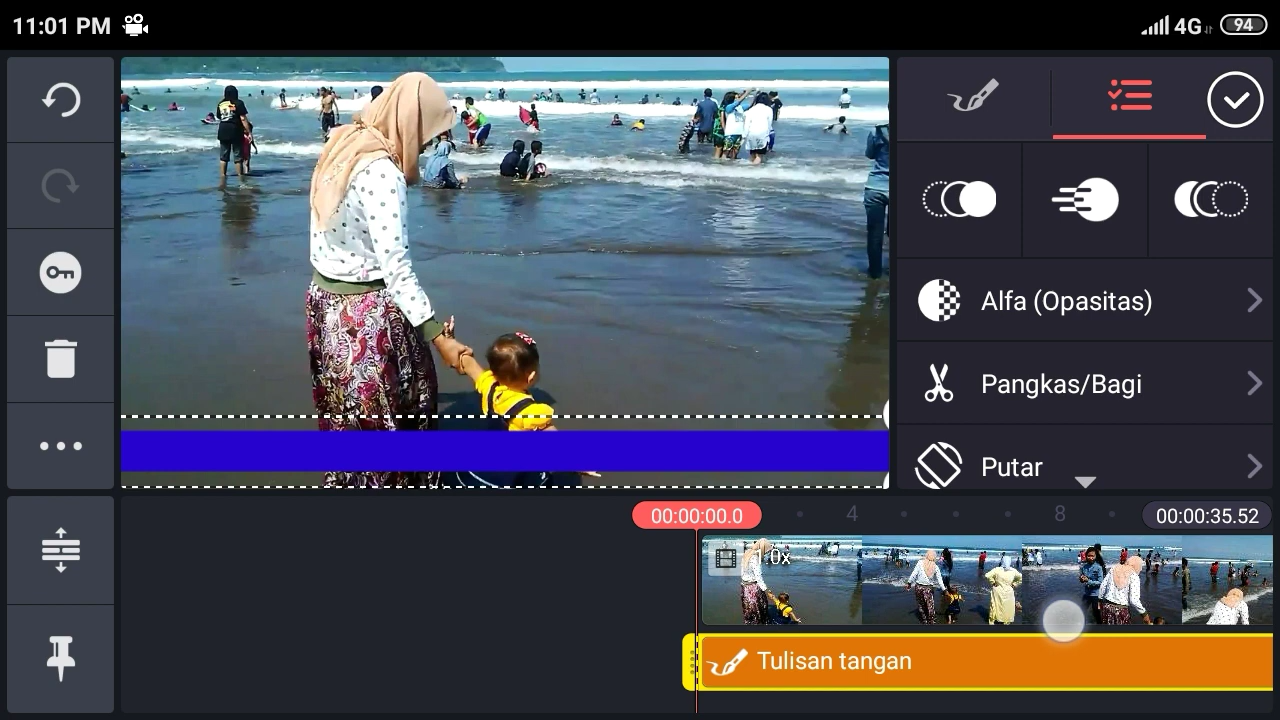 11:01 PM
4G
94
Alfa (Opasitas)
Pangkas/Bagi
Putar
00:00:00.0
4
8
00:00:35.52
1.0x
Tulisan tangan